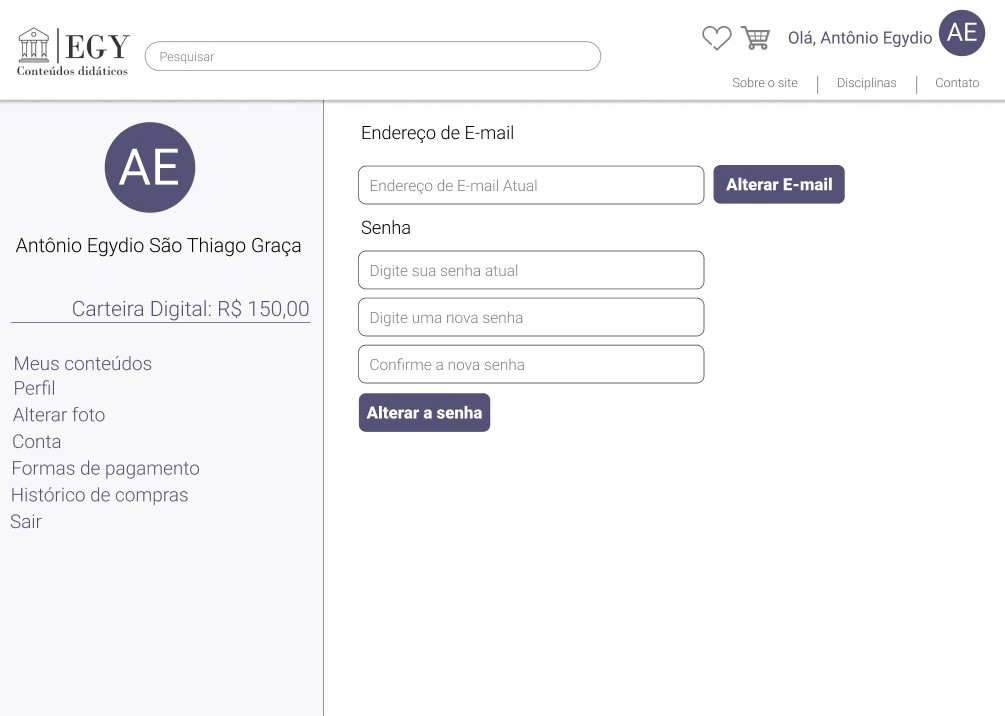 EGY
Conteúdos didáticos
Pesquisar
Olá, Antônio Egydio
AE
Sobre o site | Disciplinas | Contato
AE
Antônio Egydio São Thiago Graça
Carteira Digital: R$ 150,00
Meus conteúdos
Perfil
Alterar foto
Conta
Formas de pagamento
Histórico de compras
Sair
Endereço de E-mail
Endereço de E-mail Atual
Alterar E-mail
Senha
Digite sua senha atual
Digite uma nova senha
Confirme a nova senha
Alterar a senha